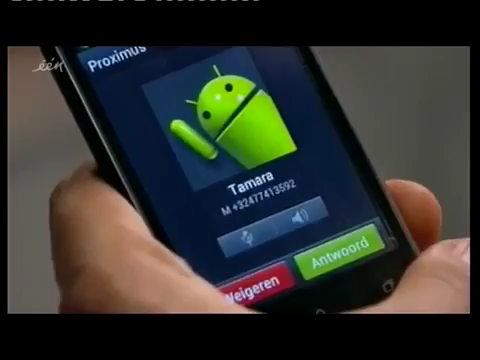 één
Proximus
Tamara
M +32477413592
Weigeren
Antwoord